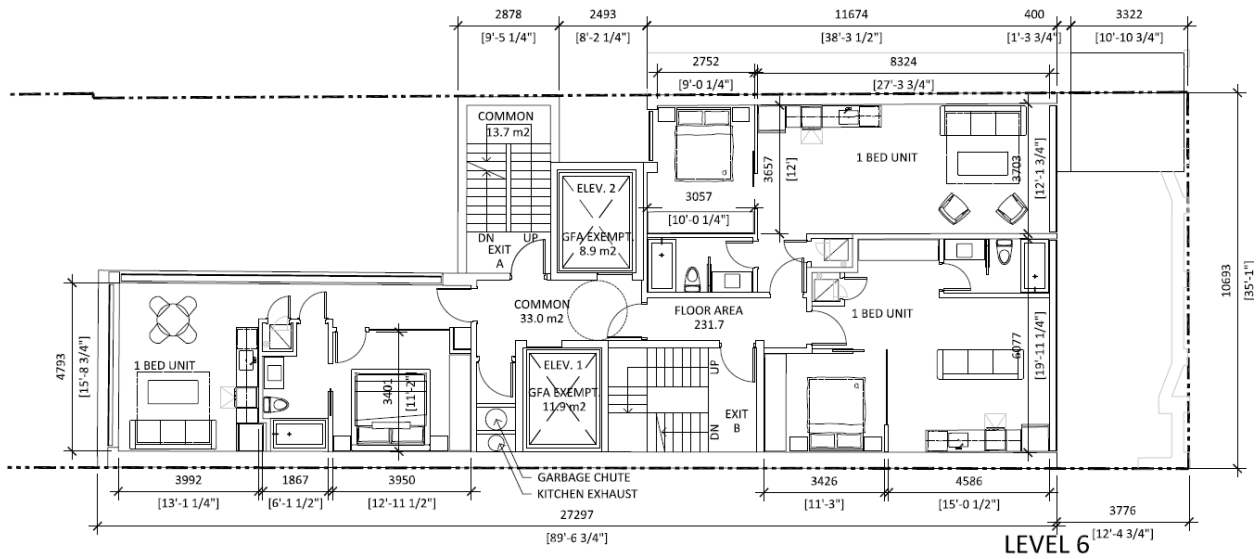 2878
[9'-5 1/4"]
2493
[8'-2 1/4"]
11674
[38'-3 1/2"]
400
[1'-3 3/4"]
3322
[10'-10 3/4"]
2752
[9'-0 1/4"]
8324
[27'-3 3/4"]
COMMON
13.7 m2
ELEV. 2
GFA EXEMPT.
8.9 m2
DN UP
EXIT
A
3657
[12']
3057
[10'-0 1/4"]
1 BED UNIT
3703
[12'-1 3/4"]
10693
[35'-1"]
COMMON
33.0 m2
FLOOR AREA
231.7
1 BED UNIT
6077
[19'-11 1/4"]
4793
[15'-8 3/4"]
1 BED UNIT
3401
[11'-2"]
ELEV. 1
GFA EXEMPT.
11.9 m2
UP
DN
EXIT
B
GARBAGE CHUTE
KITCHEN EXHAUST
3992
[13'-1 1/4"]
1867
[6'-1 1/2"]
3950
[12'-11 1/2"]
3426
[11'-3"]
4586
[15'-0 1/2"]
27297
[89'-6 3/4"]
3776
[12'-4 3/4"]
LEVEL 6